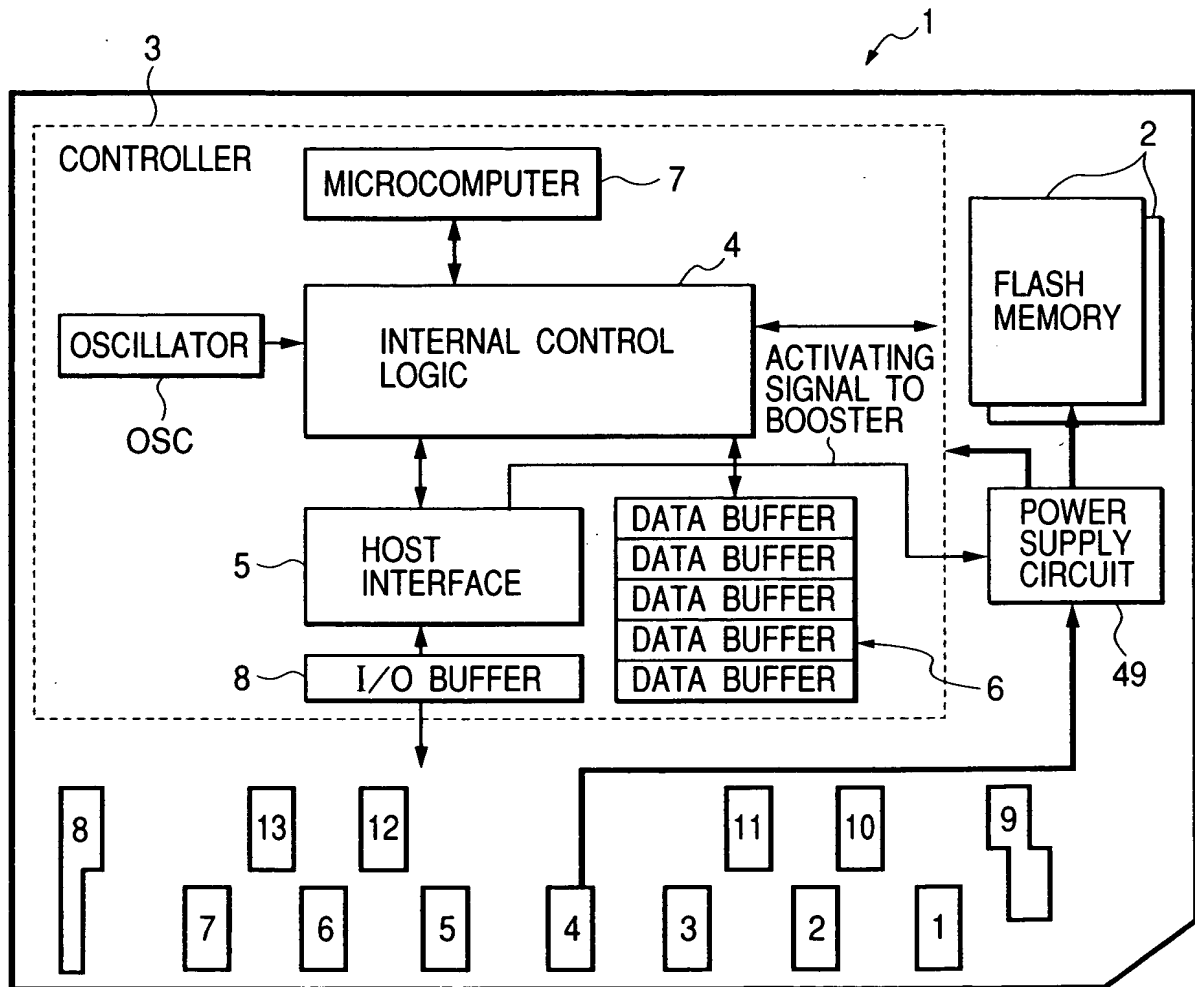 1
3
CONTROLLER
MICROCOMPUTER
7
2
4
FLASH
MEMORY
OSCILLATOR
INTERNAL CONTROL
LOGIC
OSC
ACTIVATING
SIGNAL TO
BOOSTER
5
HOST
INTERFACE
DATA BUFFER
DATA BUFFER
DATA BUFFER
DATA BUFFER
DATA BUFFER
POWER
SUPPLY
CIRCUIT
8
I/O BUFFER
6
49
8
13
12
11
10
9
7
6
5
4
3
2
1